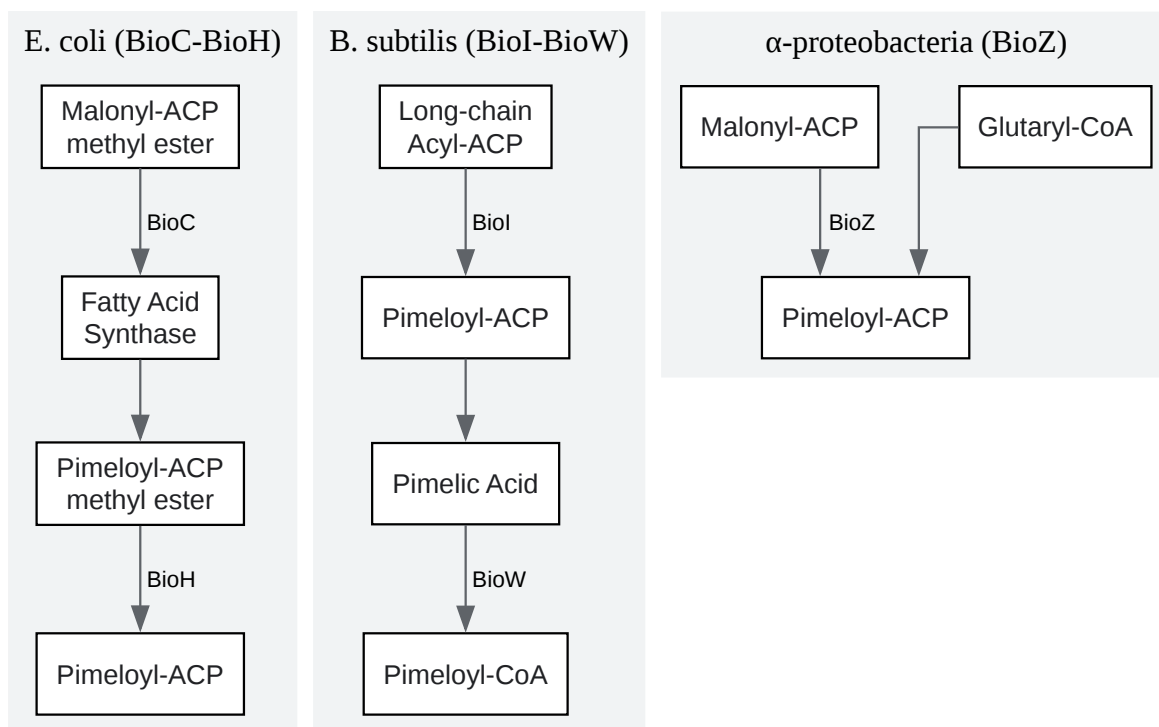 E. coli (BioC-BioH)
Malonyl-ACP
methyl ester
BioC
Fatty Acid
Synthase
Pimeloyl-ACP
methyl ester
BioH
Pimeloyl-ACP
B. subtilis (BioI-BioW)
Long-chain
Acyl-ACP
BioI
Pimeloyl-ACP
Pimelic Acid
BioW
Pimeloyl-CoA
α-proteobacteria (BioZ)
Malonyl-ACP
Glutaryl-CoA
BioZ
Pimeloyl-ACP